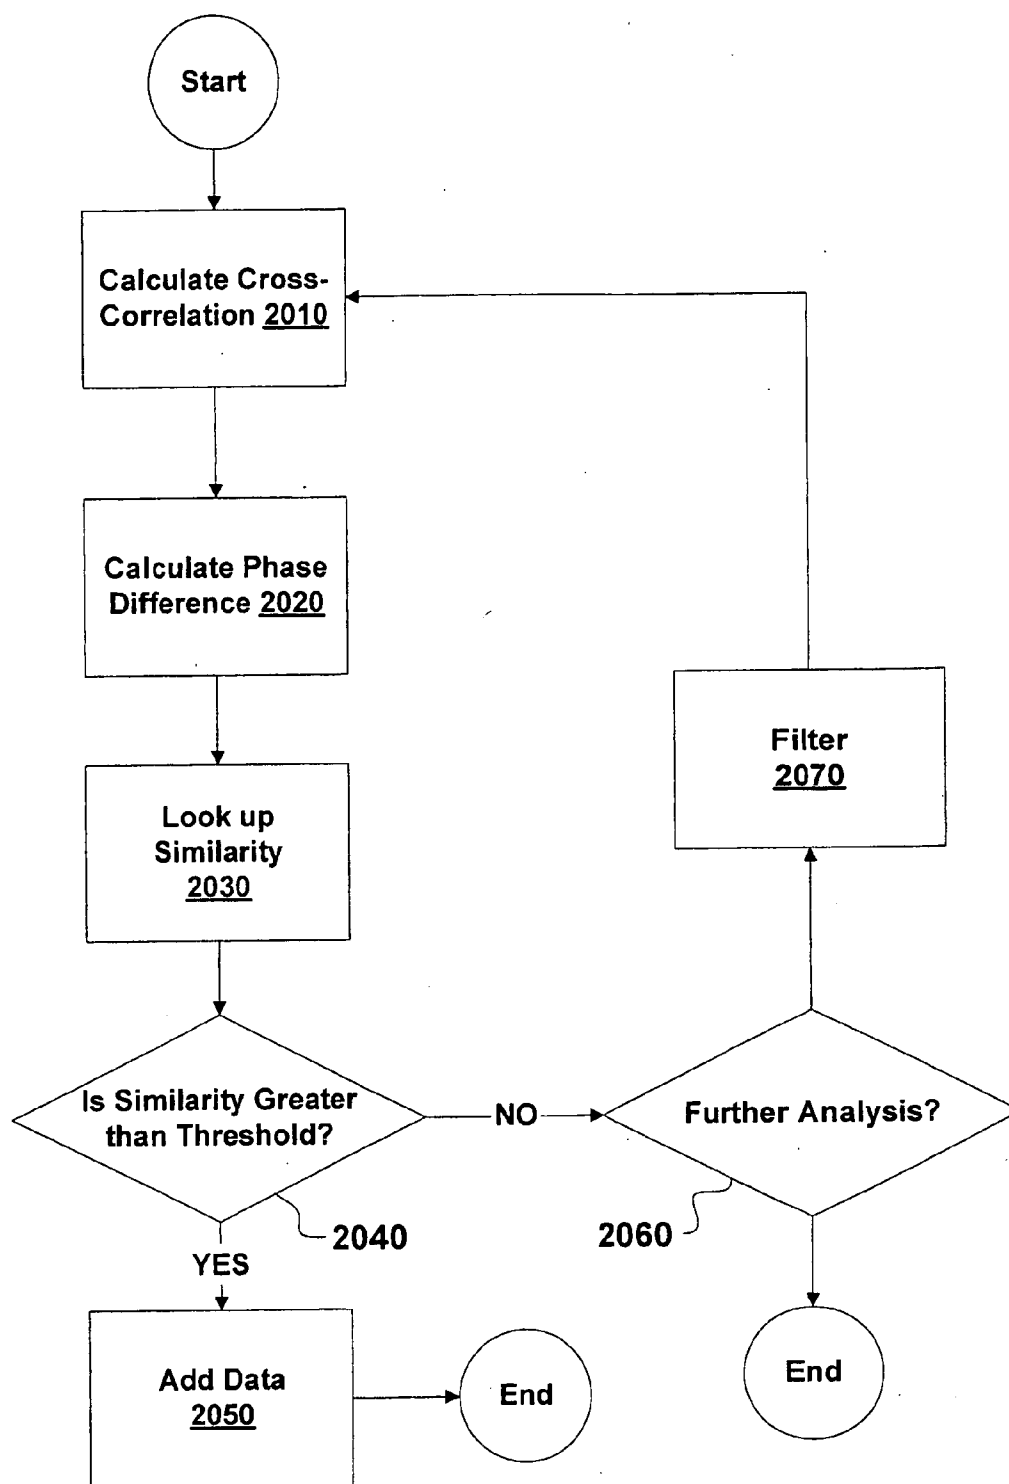 Start
Calculate Cross-
Correlation 2010
Calculate Phase
Difference 2020
Look up
Similarity
2030
Is Similarity Greater
than Threshold?
2040
NO
YES
Add Data
2050
End
Filter
2070
Further Analysis?
2060
End